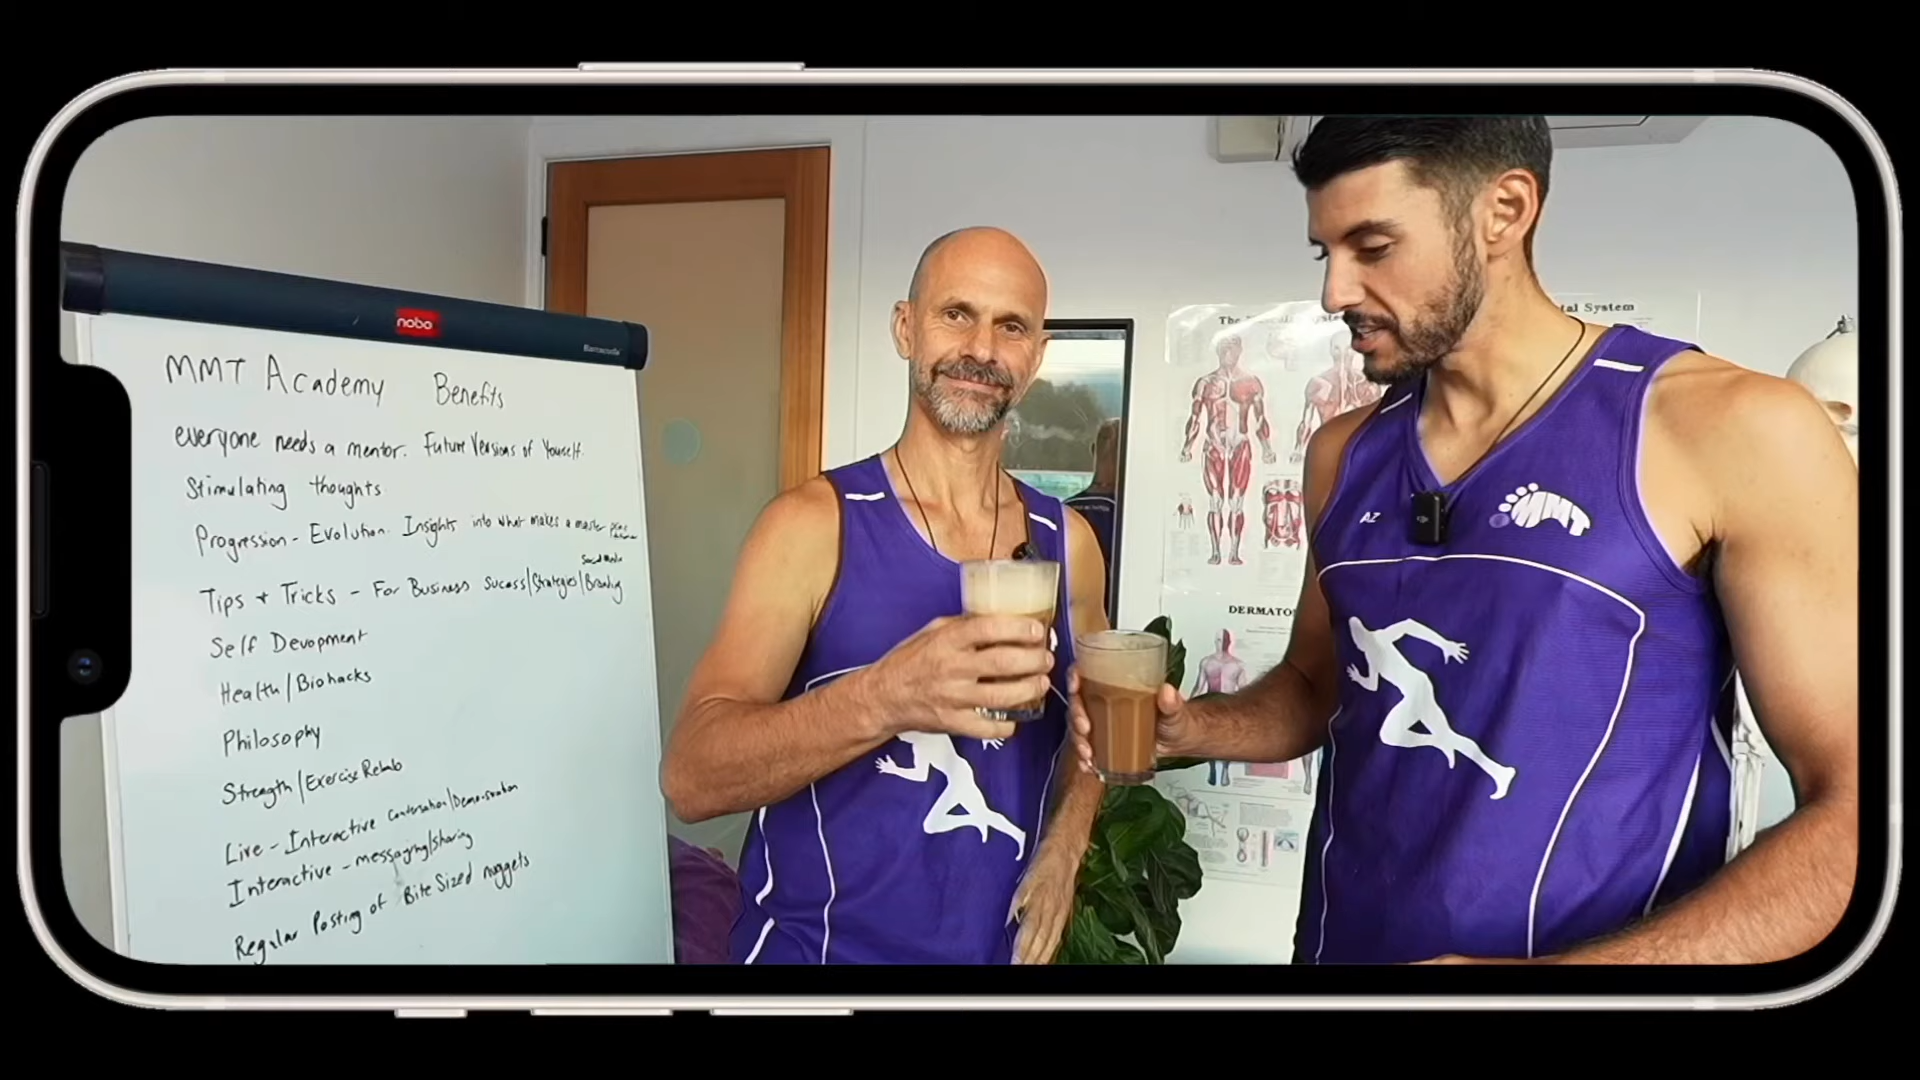 nobo
Barracuda
MMT Academy Benefits
everyone needs a mentor. Future Versions of Yourself.
Stimulating thoughts
Progression - Evolution. Insights into what makes a master
Social Media
Tips + Tricks - For Business Sucess/Strategies/Branding
Self Devopment
Health/Biohacks
Philosophy
Strength/Exercise Rehab
Live - Interactive conversation/Demonstration
Interactive - messaging/sharing
Regular Posting of Bite Sized nuggets
AZ
MMT
tal System
DERMATO